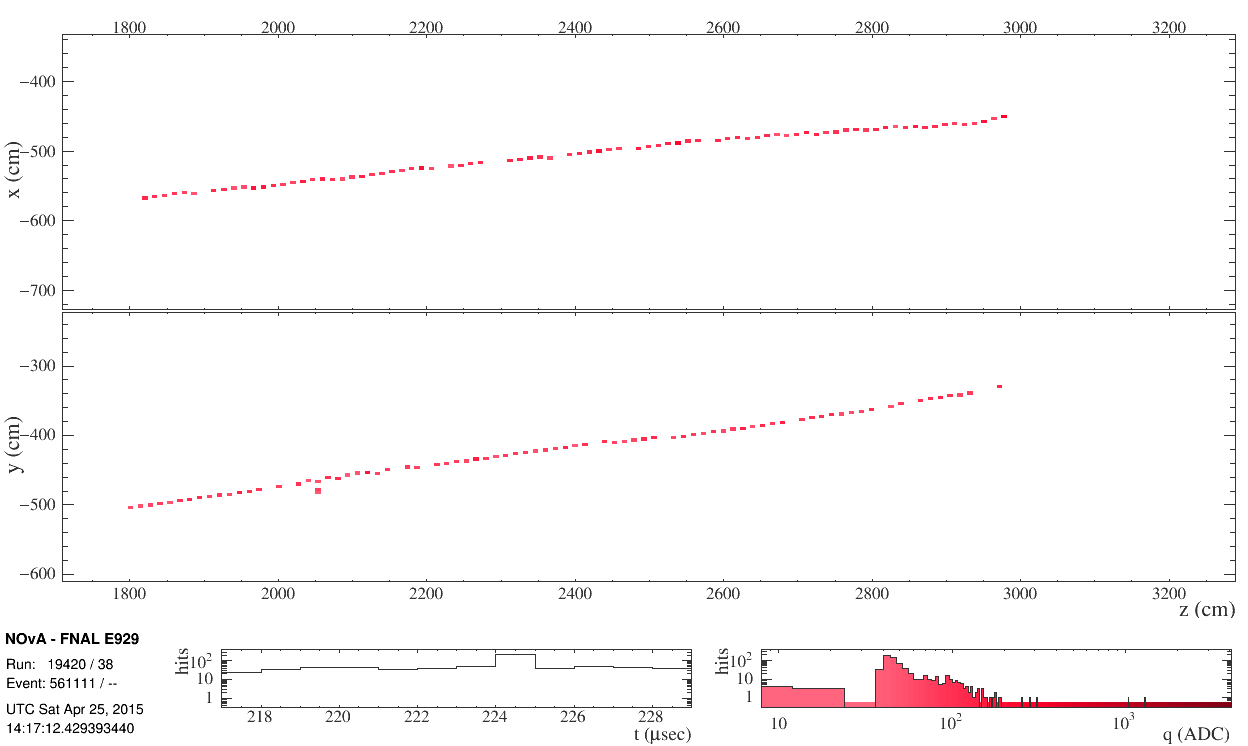 1800 2000 2200 2400 2600 2800 3000 3200
−400
−500
−600
−700
x (cm)
−300
−400
−500
−600
y (cm)
1800 2000 2200 2400 2600 2800 3000 3200
z (cm)
NOvA - FNAL E929
Run: 19420 / 38
Event: 561111 / --
UTC Sat Apr 25, 2015
14:17:12.429393440
hits
10²
10
1
218 220 222 224 226 228
t (μsec)
hits
10²
10
1
10 10² 10³
q (ADC)